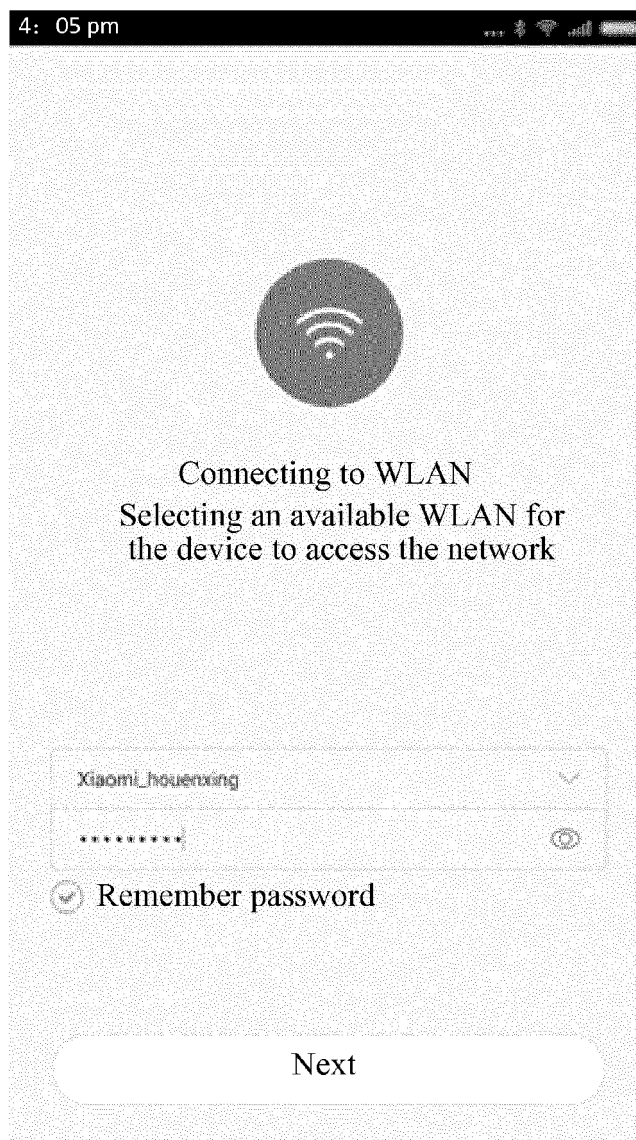 4: 05 pm
Connecting to WLAN
Selecting an available WLAN for
the device to access the network
Xiaomi_houenxing
•••••••••
Remember password
Next